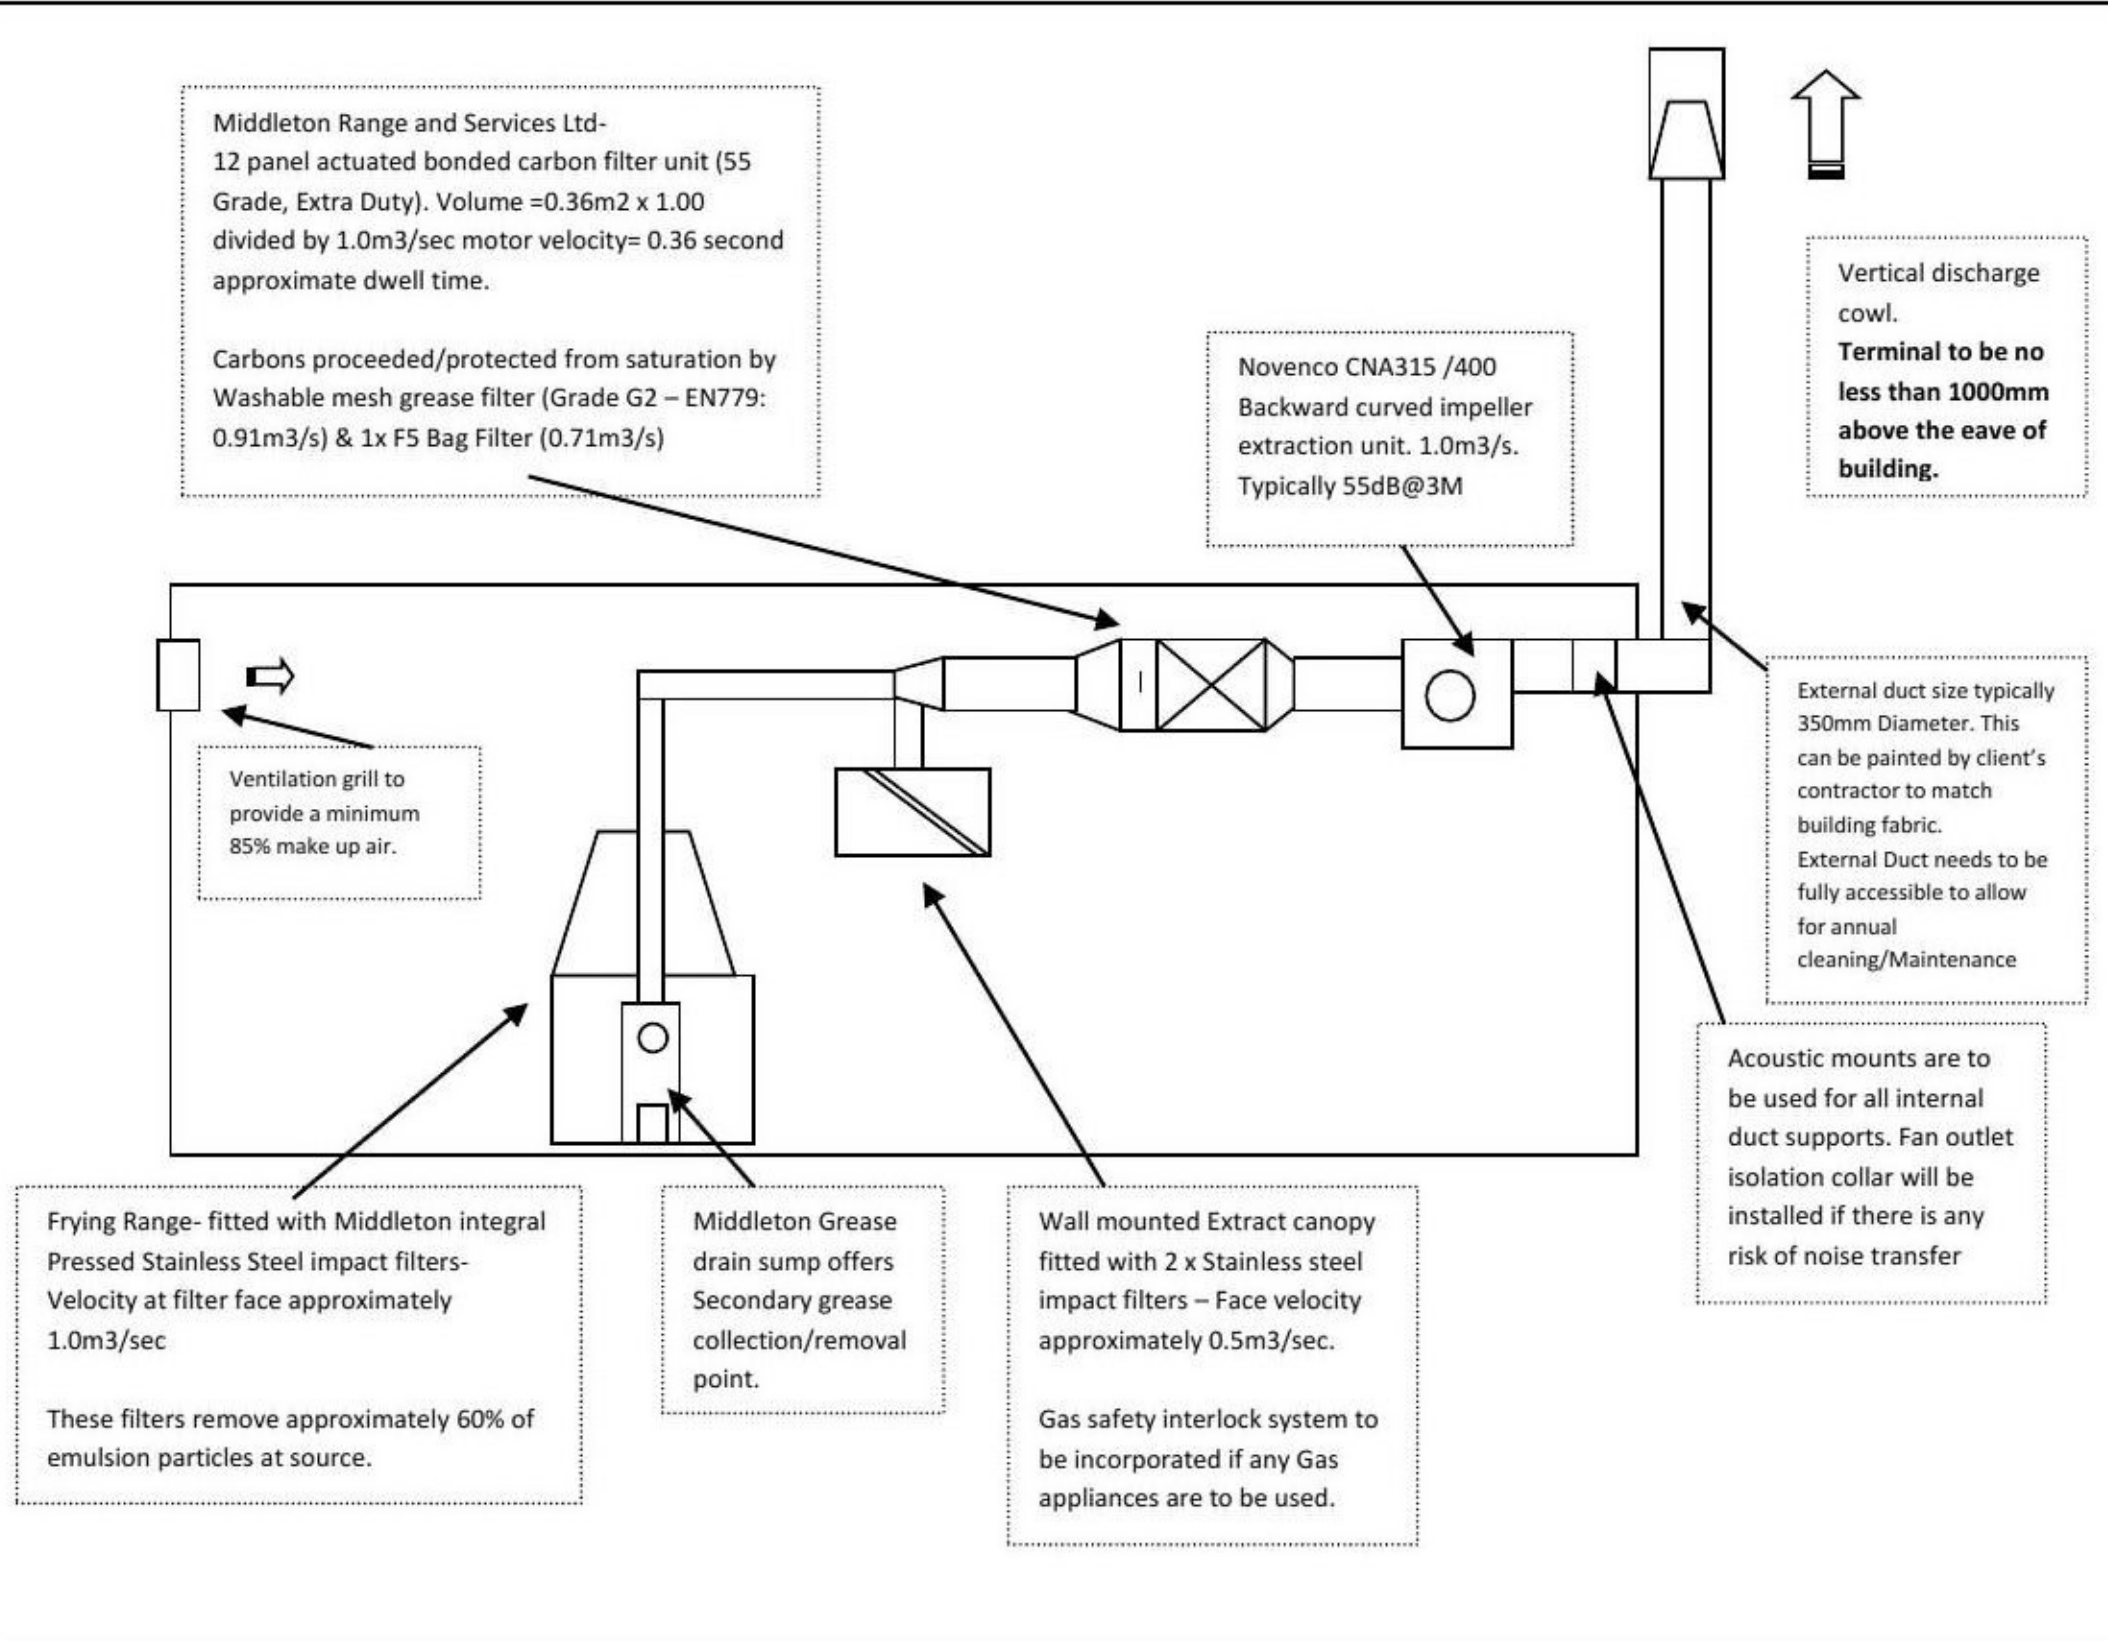 Middleton Range and Services Ltd-
12 panel actuated bonded carbon filter unit (55
Grade, Extra Duty). Volume =0.36m2 x 1.00
divided by 1.0m3/sec motor velocity= 0.36 second
approximate dwell time.
Carbons proceeded/protected from saturation by
Washable mesh grease filter (Grade G2 – EN779:
0.91m3/s) & 1x F5 Bag Filter (0.71m3/s)
Novenco CNA315 /400
Backward curved impeller
extraction unit. 1.0m3/s.
Typically 55dB@3M
Vertical discharge
cowl.
Terminal to be no
less than 1000mm
above the eave of
building.
Ventilation grill to
provide a minimum
85% make up air.
External duct size typically
350mm Diameter. This
can be painted by client's
contractor to match
building fabric.
External Duct needs to be
fully accessible to allow
for annual
cleaning/Maintenance
Acoustic mounts are to
be used for all internal
duct supports. Fan outlet
isolation collar will be
installed if there is any
risk of noise transfer
Frying Range- fitted with Middleton integral
Pressed Stainless Steel impact filters-
Velocity at filter face approximately
1.0m3/sec
These filters remove approximately 60% of
emulsion particles at source.
Middleton Grease
drain sump offers
Secondary grease
collection/removal
point.
Wall mounted Extract canopy
fitted with 2 x Stainless steel
impact filters – Face velocity
approximately 0.5m3/sec.
Gas safety interlock system to
be incorporated if any Gas
appliances are to be used.